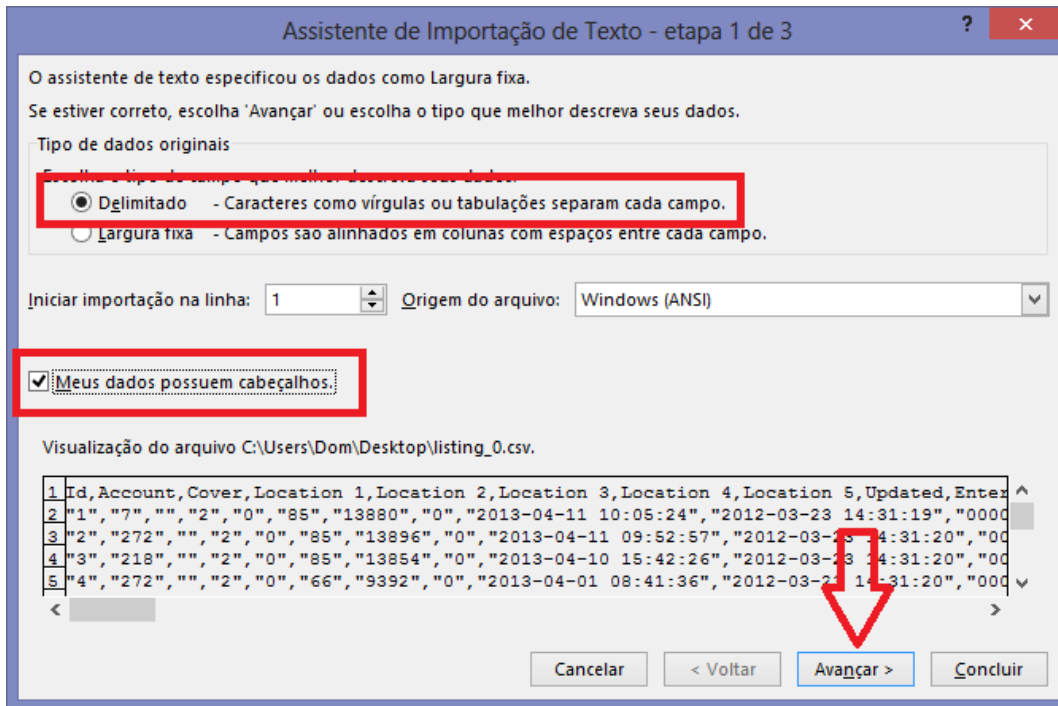 Assistente de Importação de Texto - etapa 1 de 3
?
×
O assistente de texto especificou os dados como Largura fixa.
Se estiver correto, escolha 'Avançar' ou escolha o tipo que melhor descreva seus dados.
Tipo de dados originais
Escolha o tipo de campo que melhor descreva seus dados:
Delimitado - Caracteres como vírgulas ou tabulações separam cada campo.
Largura fixa - Campos são alinhados em colunas com espaços entre cada campo.
Iniciar importação na linha: 1 Origem do arquivo: Windows (ANSI)
Meus dados possuem cabeçalhos.
Visualização do arquivo C:\Users\Dom\Desktop\listing_0.csv.
1 Id,Account,Cover,Location 1,Location 2,Location 3,Location 4,Location 5,Updated,Enter
2 "1","7","","2","0","85","13880","0","2013-04-11 10:05:24","2012-03-23 14:31:19","0000
3 "2","272","","2","0","85","13896","0","2013-04-11 09:52:57","2012-03-23 14:31:20","00
4 "3","218","","2","0","85","13854","0","2013-04-10 15:42:26","2012-03-23 14:31:20","00
5 "4","272","","2","0","66","9392","0","2013-04-01 08:41:36","2012-03-23 14:31:20","000
Cancelar < Voltar Avançar > Concluir